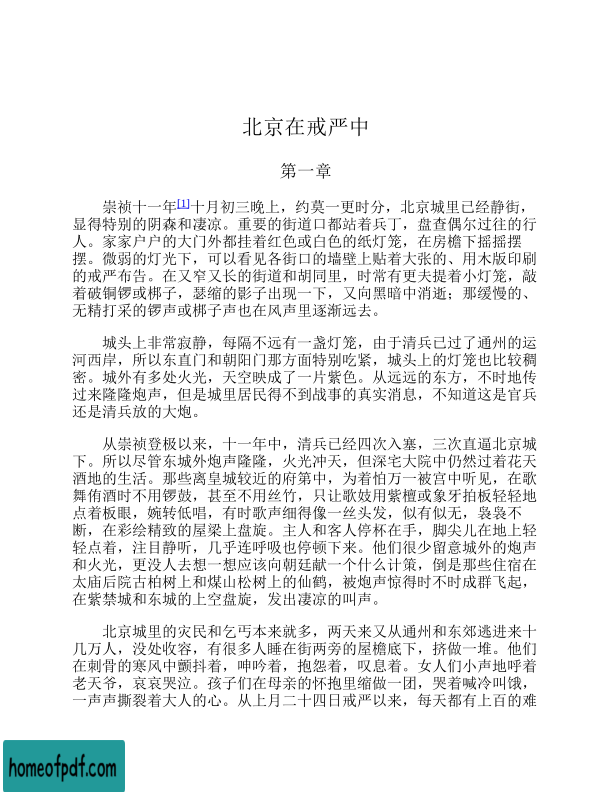 北京在戒严中
第一章
崇祯十一年[1]十月初三晚上，约莫一更时分，北京城里已经静街，
显得特别的阴森和凄凉。重要的街道口都站着兵丁，盘查偶尔过往的行
人。家家户户的大门外都挂着红色或白色的纸灯笼，在房檐下摇摇摆
摆。微弱的灯光下，可以看见各街口的墙壁上贴着大张的、用木版印刷
的戒严布告。在又窄又长的街道和胡同里，时常有更夫提着小灯笼，敲
着破铜锣或梆子，瑟缩的影子出现一下，又向黑暗中消逝；那缓慢的、
无精打采的锣声或梆子声也在风声里逐渐远去。
城头上非常寂静，每隔不远有一盏灯笼，由于清兵已过了通州的运
河西岸，所以东直门和朝阳门那方面特别吃紧，城头上的灯笼也比较稠
密。城外有多处火光，天空映成了一片紫色。从远远的东方，不时地传
过来隆隆炮声，但是城里居民得不到战事的真实消息，不知道这是官兵
还是清兵放的大炮。
从崇祯登极以来，十一年中，清兵已经四次入塞，三次直逼北京城
下。所以尽管东城外炮声隆隆，火光冲天，但深宅大院中仍然过着花天
酒地的生活。那些离皇城较近的府第中，为着怕万一被宫中听见，在歌
舞侑酒时不用锣鼓，甚至不用丝竹，只让歌妓用紫檀或象牙拍板轻轻地
点着板眼，婉转低唱，有时歌声细得像一丝头发，似有似无，袅袅不
断，在彩绘精致的屋梁上盘旋。主人和客人停杯在手，脚尖儿在地上轻
轻点着，注目静听，几乎连呼吸也停顿下来。他们很少留意城外的炮声
和火光，更没人去想一想应该向朝廷献一个什么计策，倒是那些住宿在
太庙后院古柏树上和煤山松树上的仙鹤，被炮声惊得时不时成群飞起，
在紫禁城和东城的上空盘旋，发出凄凉的叫声。
北京城里的灾民和乞丐本来就多，两天来又从通州和东郊逃进来十
几万人，没处收容，有很多人睡在街两旁的屋檐底下，挤做一堆。他们
在刺骨的寒风中颤抖着，呻吟着，抱怨着，叹息着。女人们小声地呼着
老天爷，哀哀哭泣。孩子们在母亲的怀抱里缩做一团，哭着喊冷叫饿，
一声声撕裂着大人的心。从上月二十四日戒严以来，每天都有上百的难
homeofpdf.com